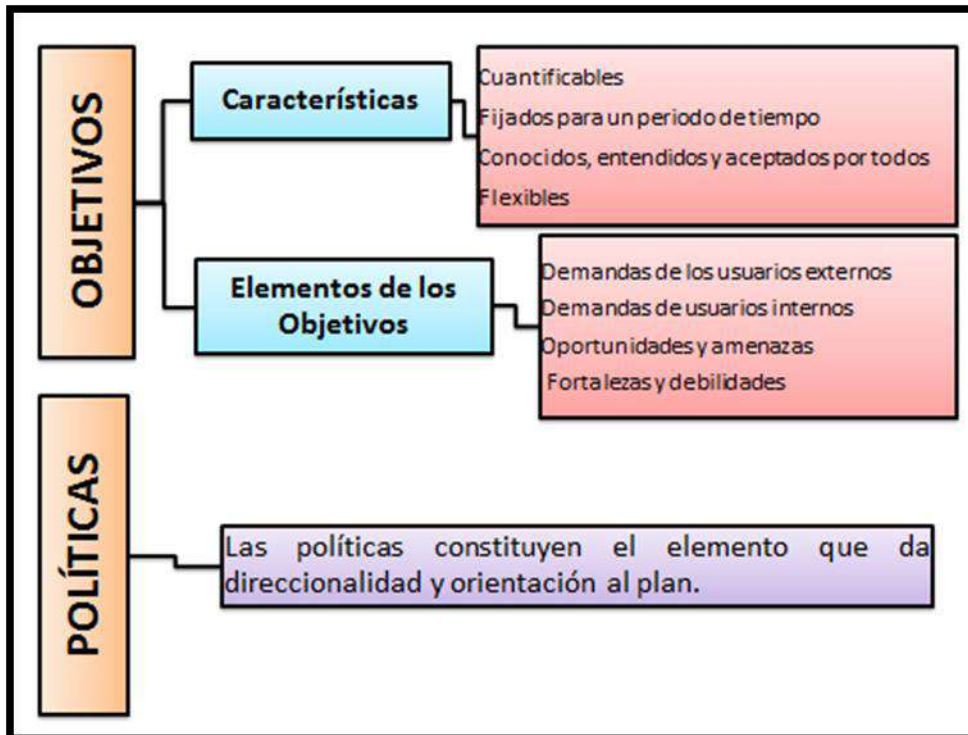 OBJETIVOS
Característícas
Cuantificables
Fijados para un periodo de tiempo
Conocidos, entendidos y aceptados por todos
Flexibles
Elementos de los
Objetivos
Demandas de los usuarios externos
Demandas de usuarios internos
Oportunidades y amenazas
Fortalezas y debilidades
POLÍTICAS
Las políticas constituyen el elemento que da
direccionalidad y orientación al plan.